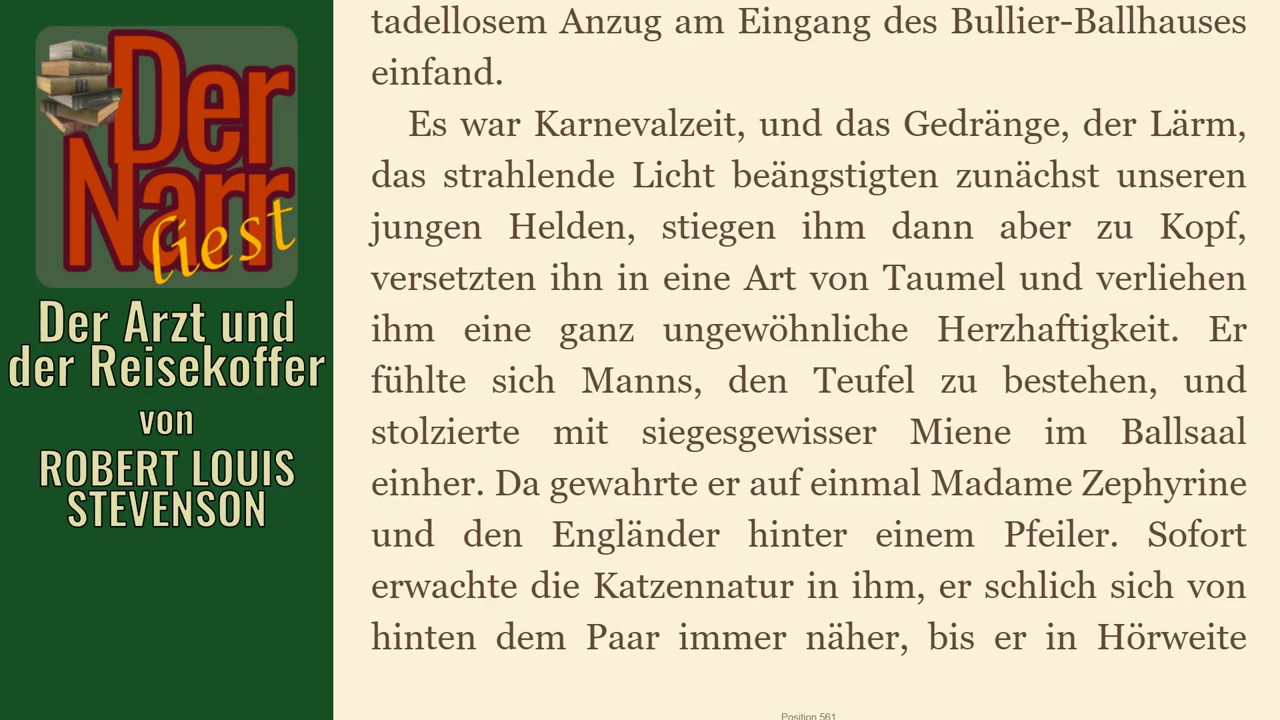 Der
Narr
liest
Der Arzt und
der Reisekoffer
von
ROBERT LOUIS
STEVENSON
tadellosem Anzug am Eingang des Bullier-Ballhauses
einfand.
Es war Karnevalzeit, und das Gedränge, der Lärm,
das strahlende Licht beängstigten zunächst unseren
jungen Helden, stiegen ihm dann aber zu Kopf,
versetzten ihn in eine Art von Taumel und verliehen
ihm eine ganz ungewöhnliche Herzhaftigkeit. Er
fühlte sich Manns, den Teufel zu bestehen, und
stolzierte mit siegesgewisser Miene im Ballsaal
einher. Da gewahrte er auf einmal Madame Zephyrine
und den Engländer hinter einem Pfeiler. Sofort
erwachte die Katzennatur in ihm, er schlich sich von
hinten dem Paar immer näher, bis er in Hörweite
Position 561